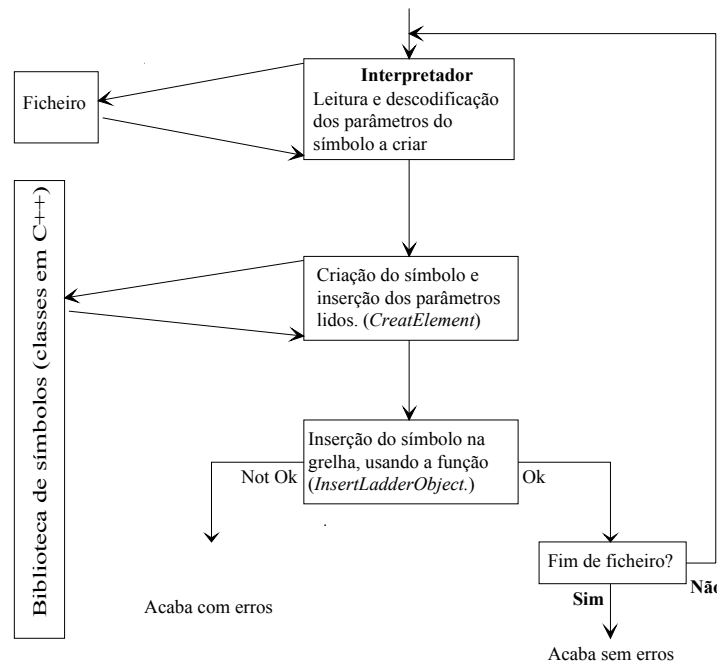 Interpretador
Leitura e descodificação
dos parâmetros do
símbolo a criar
Ficheiro
Biblioteca de símbolos (classes em C++)
Criação do símbolo e
inserção dos parâmetros
lidos. (CreatElement)
Inserção do símbolo na
grelha, usando a função
(InsertLadderObject.)
Not Ok
Ok
Fim de ficheiro?
Não
Sim
Acaba com erros
Acaba sem erros